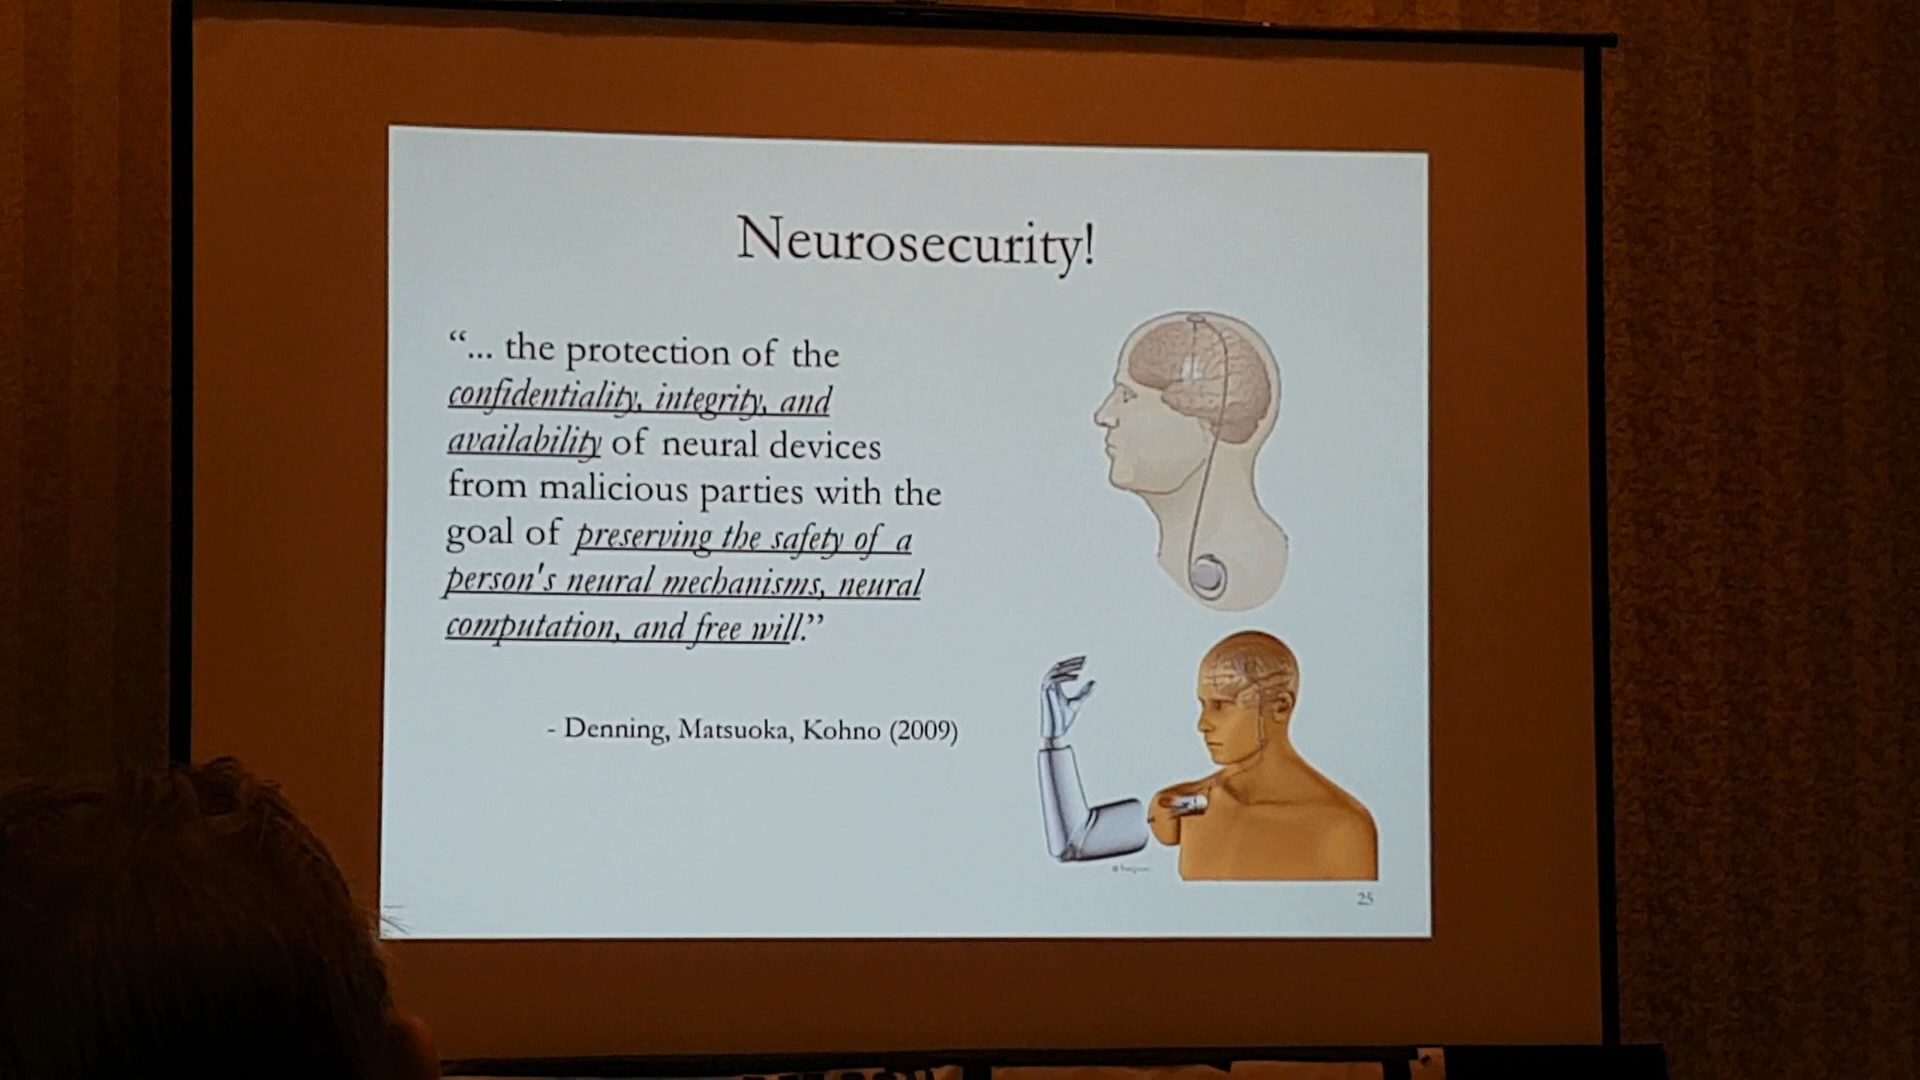 Neurosecurity!
“... the protection of the
confidentiality, integrity, and
availability of neural devices
from malicious parties with the
goal of preserving the safety of a
person's neural mechanisms, neural
computation, and free will.”
- Denning, Matsuoka, Kohno (2009)
25